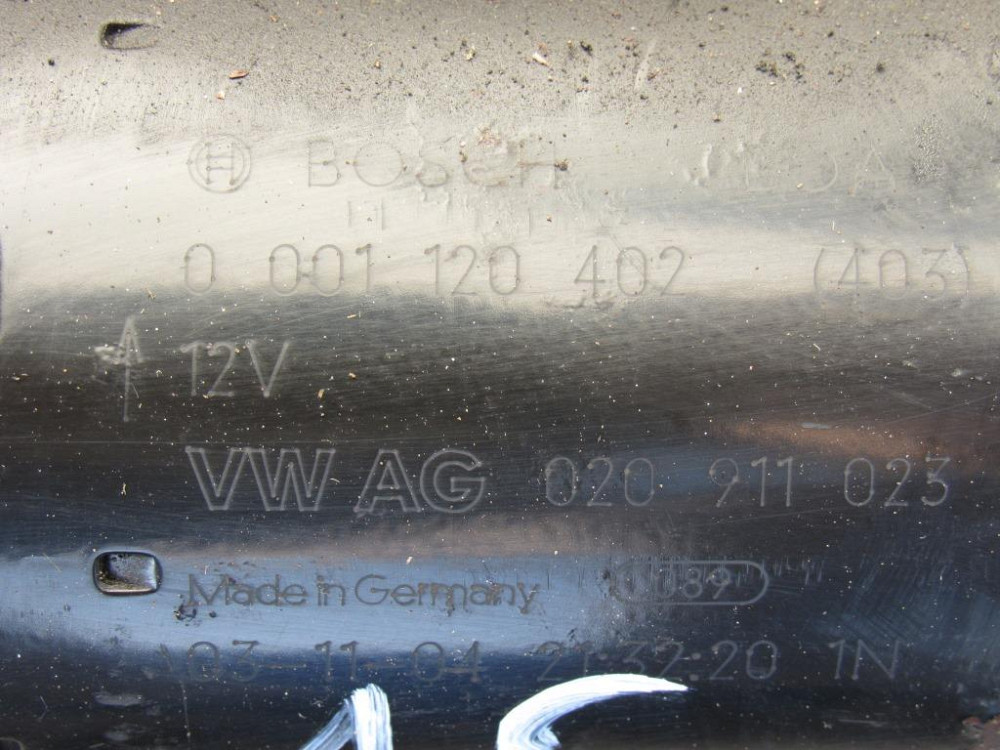 BOSCH
0 001 120 402 (403)
12V
VW AG 020 911 023
Made in Germany
03-11-04 21:32:20 1N